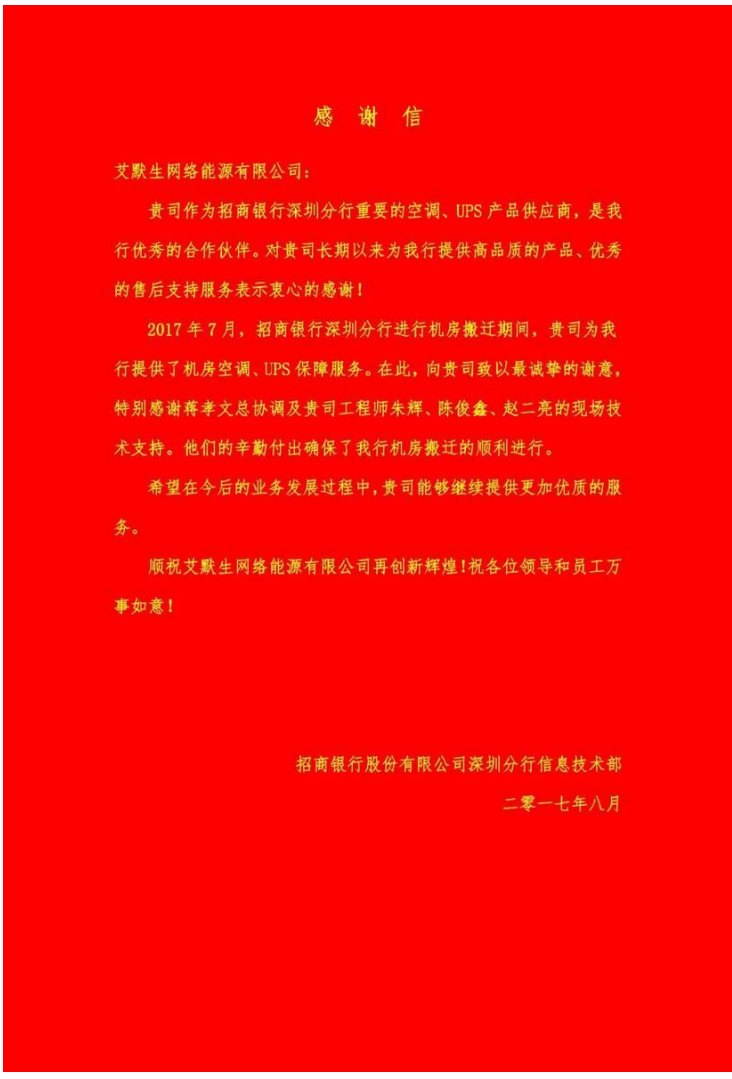 感 谢 信
艾默生网络能源有限公司:
贵司作为招商银行深圳分行重要的空调、UPS 产品供应商,是我
行优秀的合作伙伴。对贵司长期以来为我行提供高品质的产品、优秀
的售后支持服务表示衷心的感谢!
2017 年 7 月,招商银行深圳分行进行机房搬迁期间,贵司为我
行提供了机房空调、UPS 保障服务。在此,向贵司致以最诚挚的谢意,
特别感谢蒋孝文总协调及贵司工程师朱辉、陈俊鑫、赵二亮的现场技
术支持。他们的辛勤付出确保了我行机房搬迁的顺利进行。
希望在今后的业务发展过程中,贵司能够继续提供更加优质的服
务。
顺祝艾默生网络能源有限公司再创新辉煌!祝各位领导和员工万
事如意!
招商银行股份有限公司深圳分行信息技术部
二零一七年八月